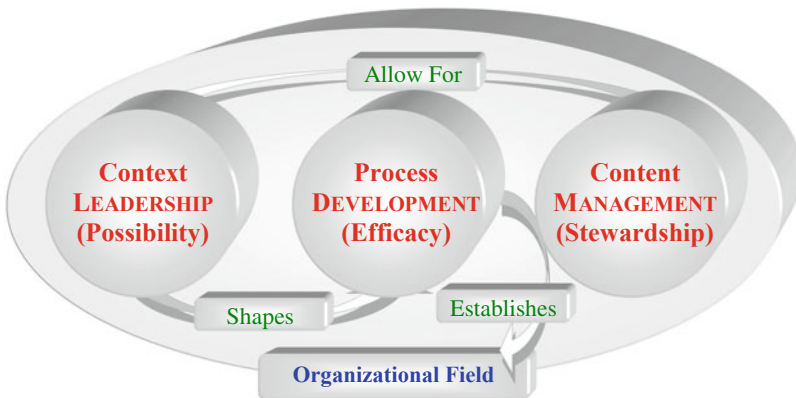 Allow For
Context
LEADERSHIP
(Possibility)
Process
DEVELOPMENT
(Efficacy)
Content
MANAGEMENT
(Stewardship)
Shapes
Establishes
Organizational Field